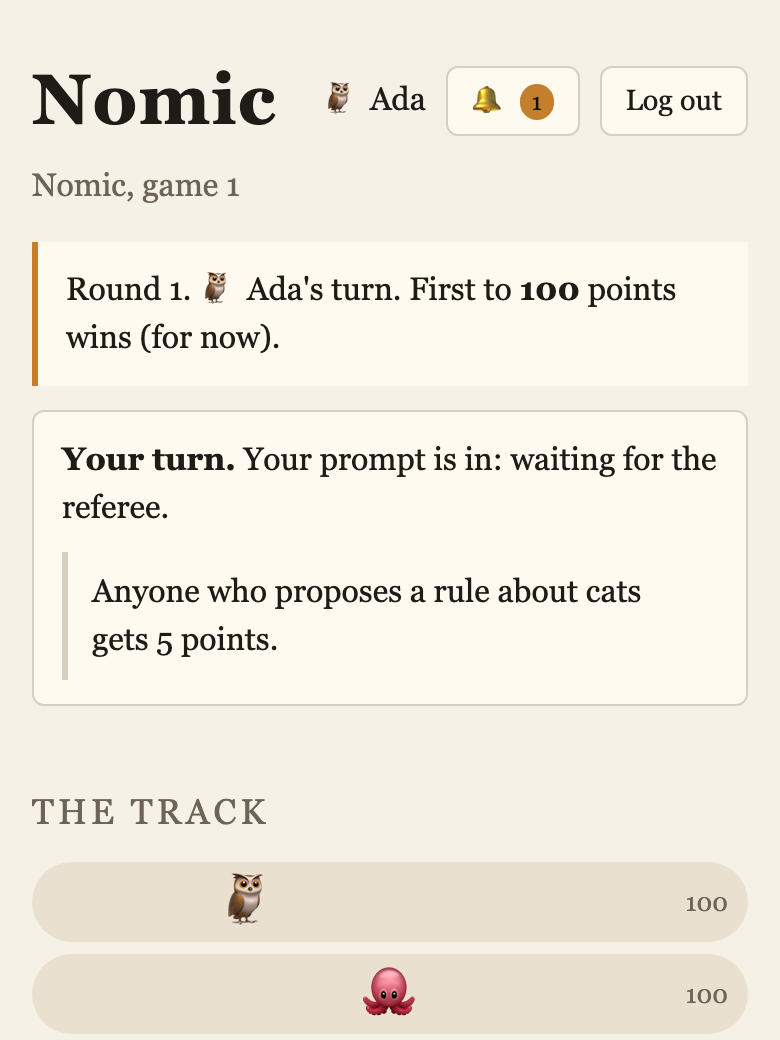 Nomic
Ada
1
Log out
Nomic, game 1
Round 1. Ada's turn. First to 100 points
wins (for now).
Your turn. Your prompt is in: waiting for the
referee.
Anyone who proposes a rule about cats
gets 5 points.
THE TRACK
100
100